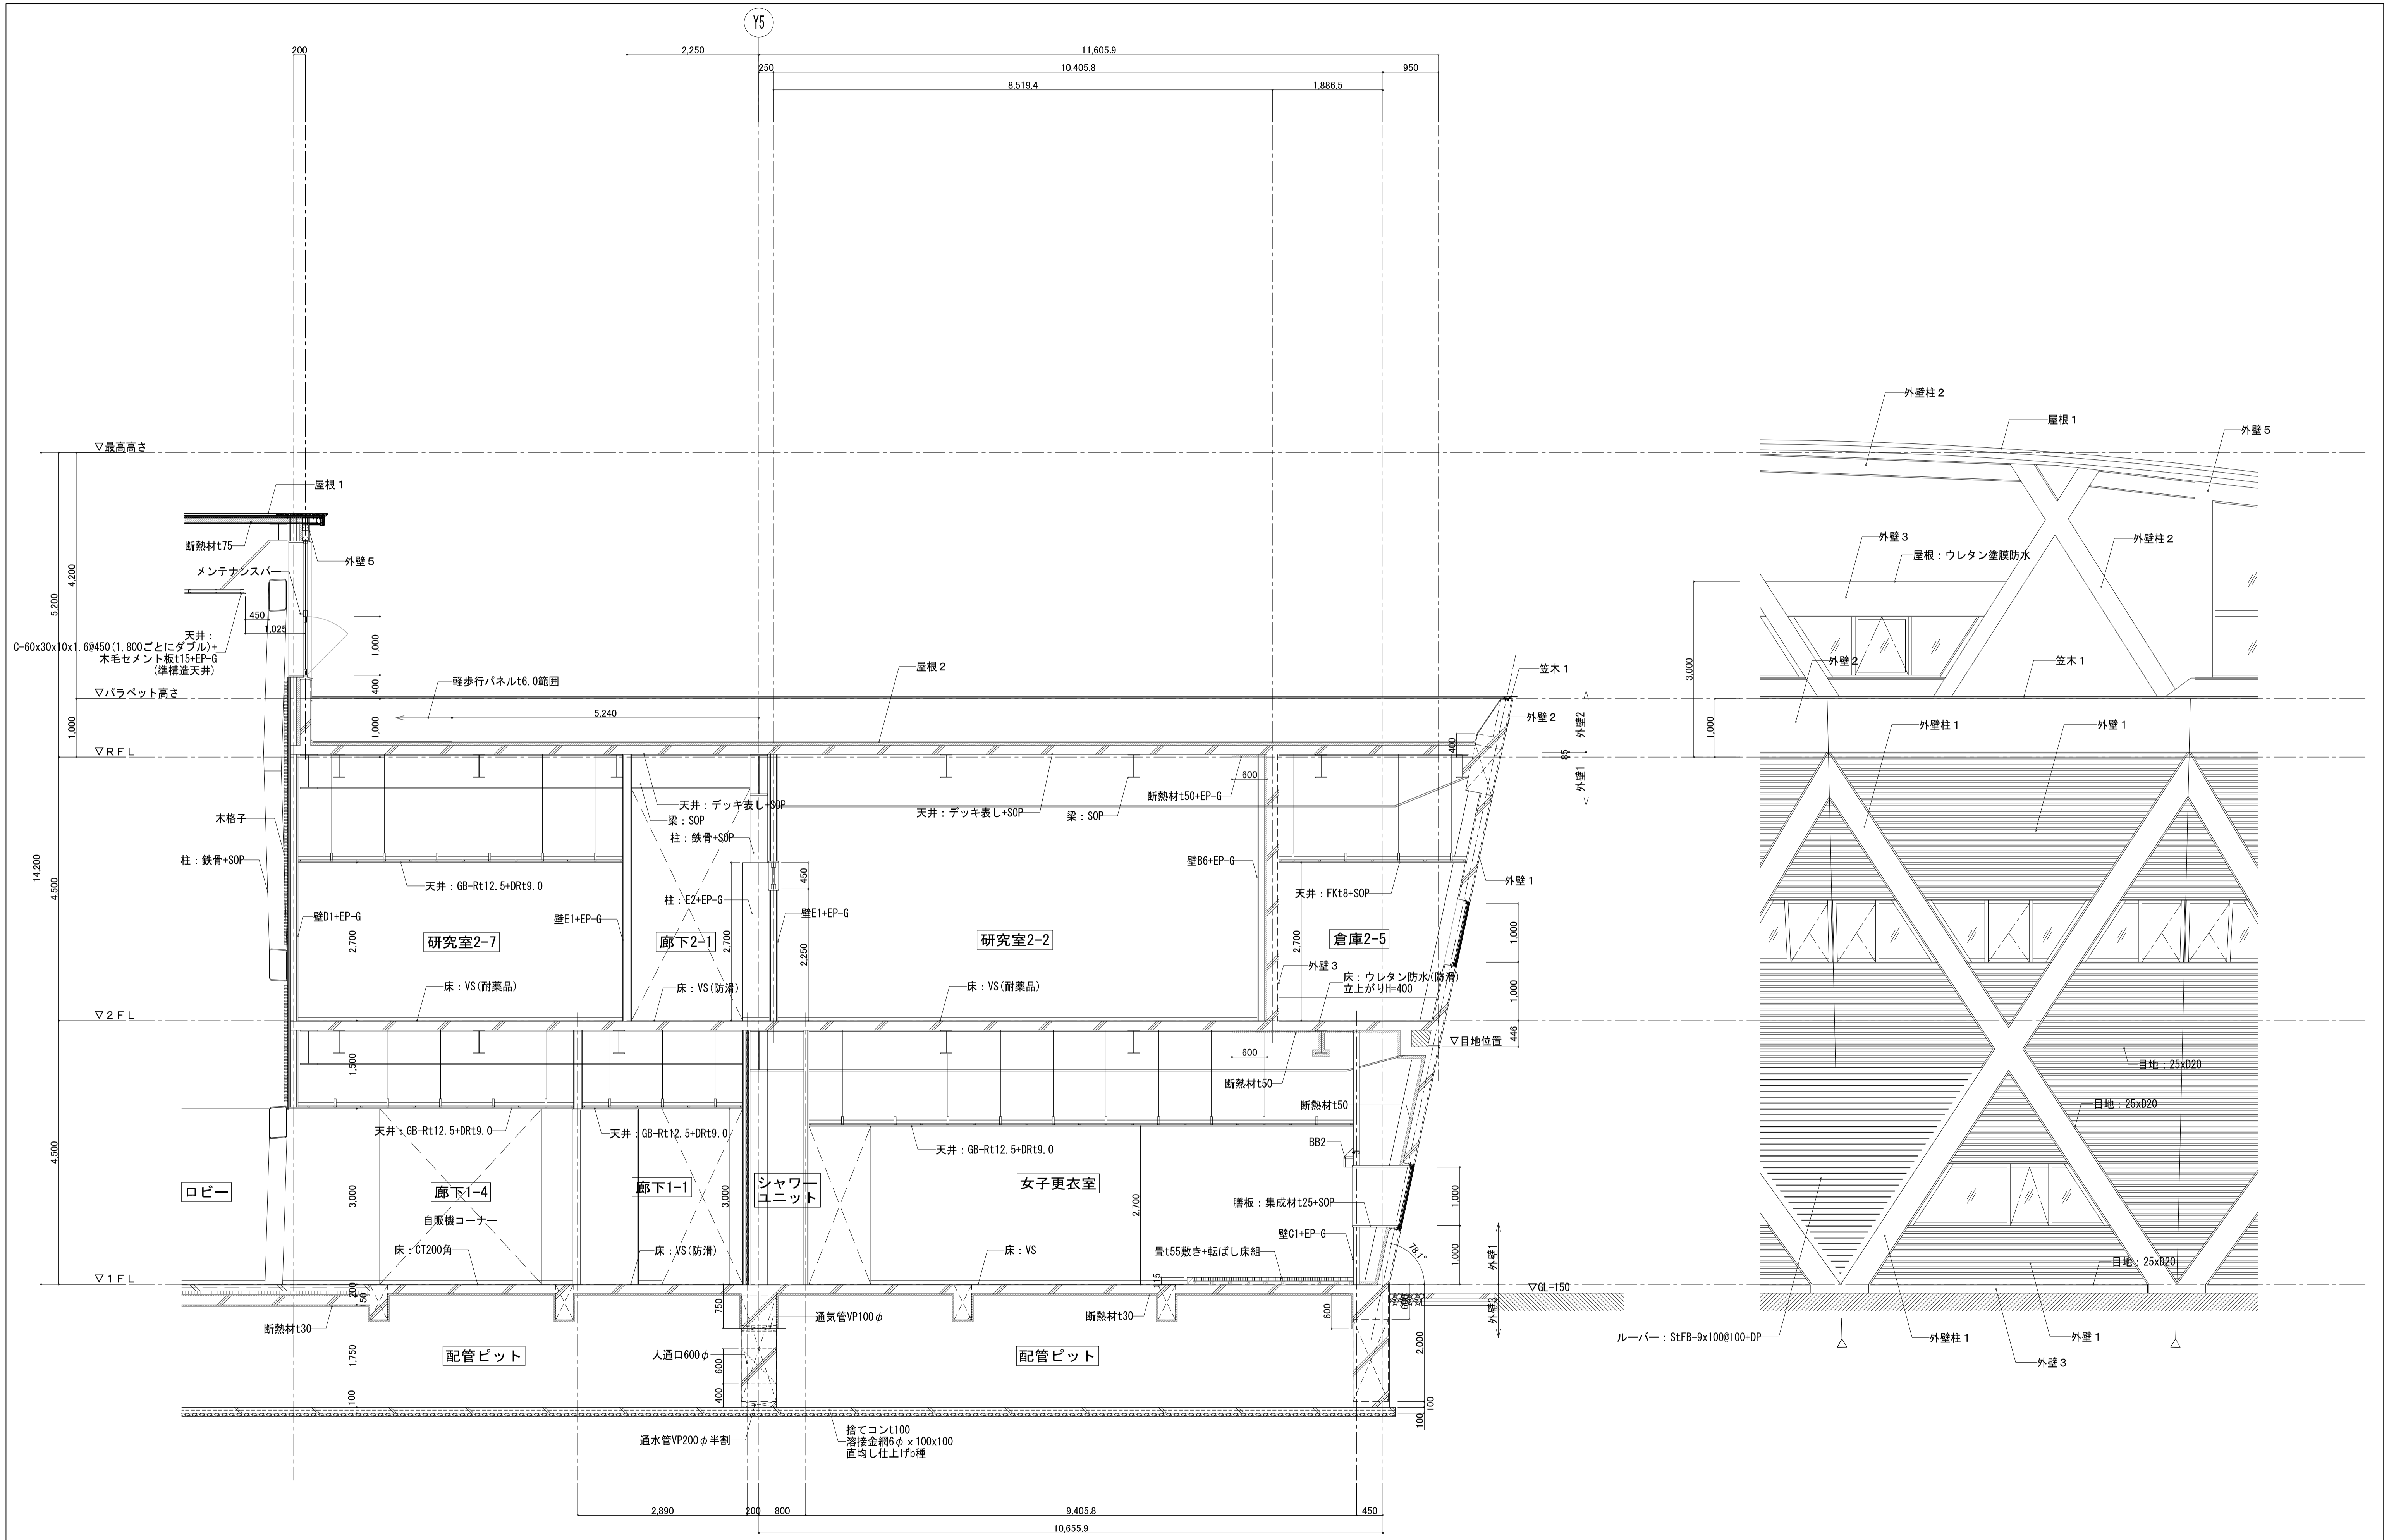 Y5
200
2,250
11,605.9
250
10,405.8
950
8,519.4
1,886.5
▽最高高さ
屋根１
断熱材t75
外壁５
メンテナンスバー
450
1,025
天井：
C-60x30x10x1.6@450(1,800ごとにダブル)+
木毛セメント板t15+EP-G
(準構造天井)
4,200
5,200
1,000
400
1,000
1,000
14,200
4,500
4,500
▽パラペット高さ
軽歩行パネルt6.0範囲
5,240
屋根２
笠木１
外壁２
外壁2
400
85
外壁1
▽ＲＦＬ
600
断熱材t50+EP-G
天井：デッキ表し+SOP
梁：SOP
柱：鉄骨+SOP
天井：デッキ表し+SOP
梁：SOP
木格子
柱：鉄骨+SOP
天井：GB-Rt12.5+DRt9.0
450
壁B6+EP-G
天井：FKt8+SOP
外壁１
柱：E2+EP-G
壁D1+EP-G
壁E1+EP-G
壁E1+EP-G
研究室2-7
廊下2-1
研究室2-2
倉庫2-5
2,700
2,700
2,250
2,700
1,000
1,000
外壁３
床：ウレタン防水(防滑)
立上がりH=400
床：VS(耐薬品)
床：VS(防滑)
床：VS(耐薬品)
▽２ＦＬ
446
▽目地位置
600
1,500
断熱材t50
断熱材t50
天井：GB-Rt12.5+DRt9.0
天井：GB-Rt12.5+DRt9.0
天井：GB-Rt12.5+DRt9.0
BB2
ロビー
廊下1-4
自販機コーナー
廊下1-1
シャワー
ユニット
女子更衣室
3,000
3,000
2,700
1,000
1,000
膳板：集成材t25+SOP
壁C1+EP-G
78.1°
外壁1
床：CT200角
床：VS(防滑)
床：VS
畳t55敷き+転ばし床組
115
▽１ＦＬ
▽GL-150
200
150
750
600
外壁3
断熱材t30
通気管VP100φ
断熱材t30
配管ピット
人通口600φ
配管ピット
1,750
600
400
100
2,000
100
100
通水管VP200φ半割
捨てコンt100
溶接金網6φｘ100x100
直均し仕上げb種
2,890
200
800
9,405.8
450
10,655.9
外壁柱２
屋根１
外壁５
外壁３
屋根：ウレタン塗膜防水
外壁柱２
3,000
外壁２
笠木１
1,000
外壁柱１
外壁１
目地：25xD20
目地：25xD20
目地：25xD20
ルーバー：StFB-9x100@100+DP
外壁柱１
外壁１
外壁３